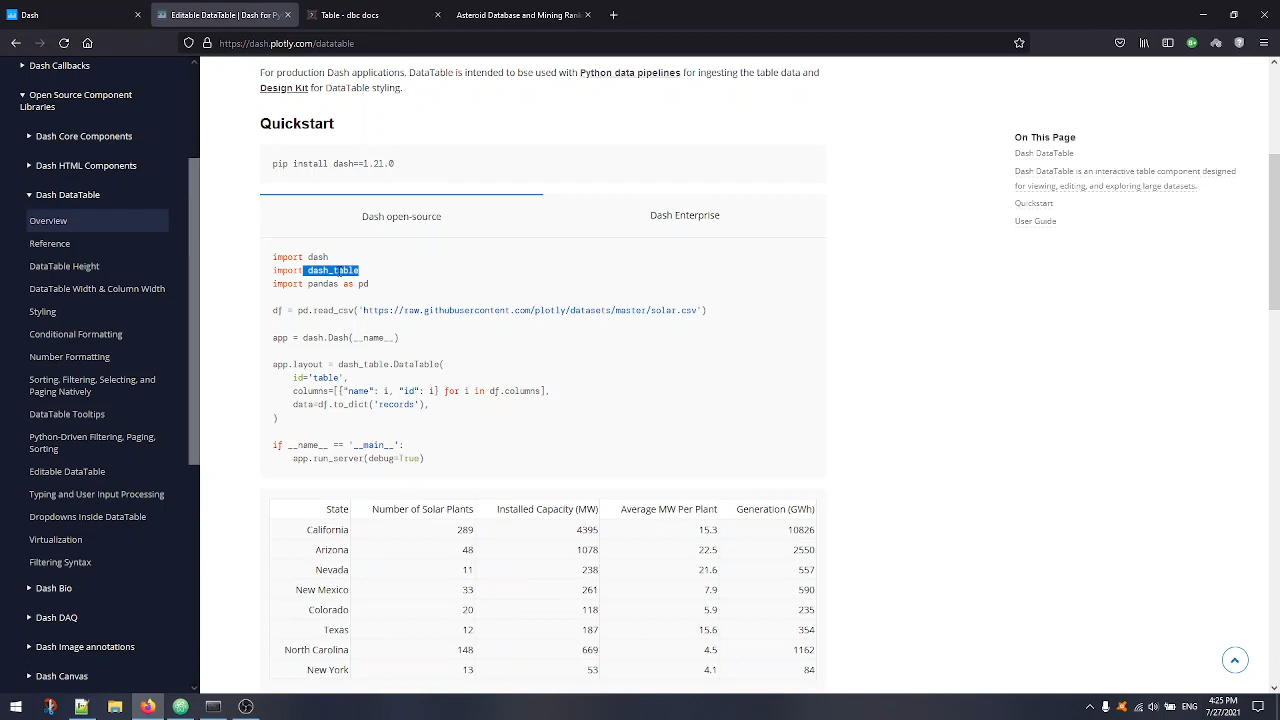 Dash
Editable DataTable | Dash for Py
Table - dbc docs
Asteroid Database and Mining Rank
https://dash.plotly.com/datatable
Dash Callbacks
Open Source Component
Libraries
Dash Core Components
Dash HTML Components
Dash DataTable
Overview
Reference
DataTable Height
DataTable Width & Column Width
Styling
Conditional Formatting
Number Formatting
Sorting, Filtering, Selecting, and
Paging Natively
DataTable Tooltips
Python-Driven Filtering, Paging,
Sorting
Editable DataTable
Typing and User Input Processing
Dropdowns Inside DataTable
Virtualization
Filtering Syntax
Dash Bio
Dash DAQ
Dash Image annotations
Dash Canvas
For production Dash applications, DataTable is intended to bse used with Python data pipelines for ingesting the table data and
Design Kit for DataTable styling.
Quickstart
pip install dash==1.21.0
Dash open-source
Dash Enterprise
import dash
import dash_table
import pandas as pd
df = pd.read_csv('https://raw.githubusercontent.com/plotly/datasets/master/solar.csv')
app = dash.Dash(__name__)
app.layout = dash_table.DataTable(
id='table',
columns=[{"name": i, "id": i} for i in df.columns],
data=df.to_dict('records'),
)
if __name__ == '__main__':
app.run_server(debug=True)
State Number of Solar Plants Installed Capacity (MW) Average MW Per Plant Generation (GWh)
California 289 4395 15.3 10826
Arizona 48 1078 22.5 2550
Nevada 11 238 21.6 557
New Mexico 33 261 7.9 590
Colorado 20 118 5.9 235
Texas 12 187 15.6 354
North Carolina 148 669 4.5 1162
New York 13 53 4.1 84
On This Page
Dash DataTable
Dash DataTable is an interactive table component designed
for viewing, editing, and exploring large datasets.
Quickstart
User Guide
ENG
4:25 PM
7/27/2021